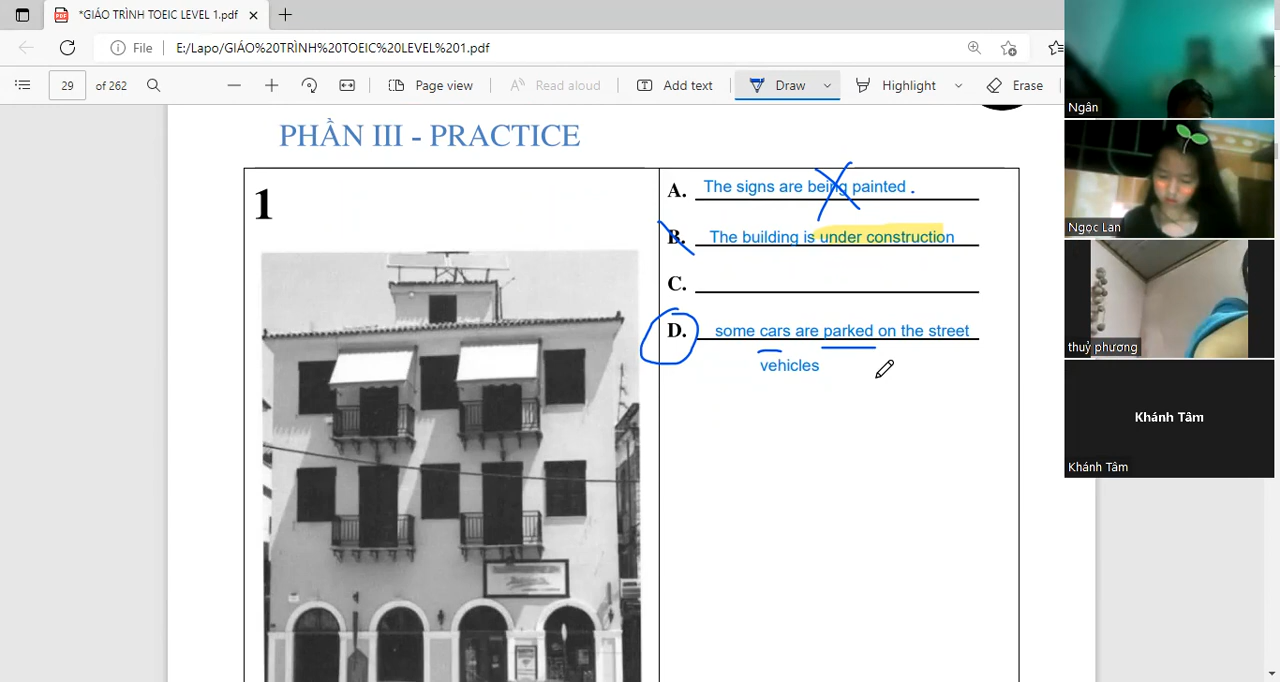 *GIÁO TRÌNH TOEIC LEVEL 1.pdf
File E:/Lapo/GIÁO%20TRÌNH%20TOEIC%20LEVEL%201.pdf
29 of 262 Page view Read aloud Add text Draw Highlight Erase
PHẦN III - PRACTICE
1
A. The signs are being painted .
B. The building is under construction
C.
D. some cars are parked on the street
vehicles
Ngân
Ngọc Lan
thuỷ phương
Khánh Tâm
Khánh Tâm